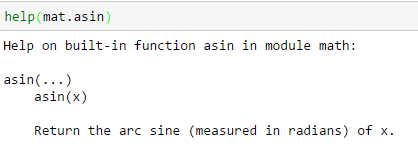 help(mat.asin)
Help on built-in function asin in module math:
asin(...)
asin(x)
Return the arc sine (measured in radians) of x.